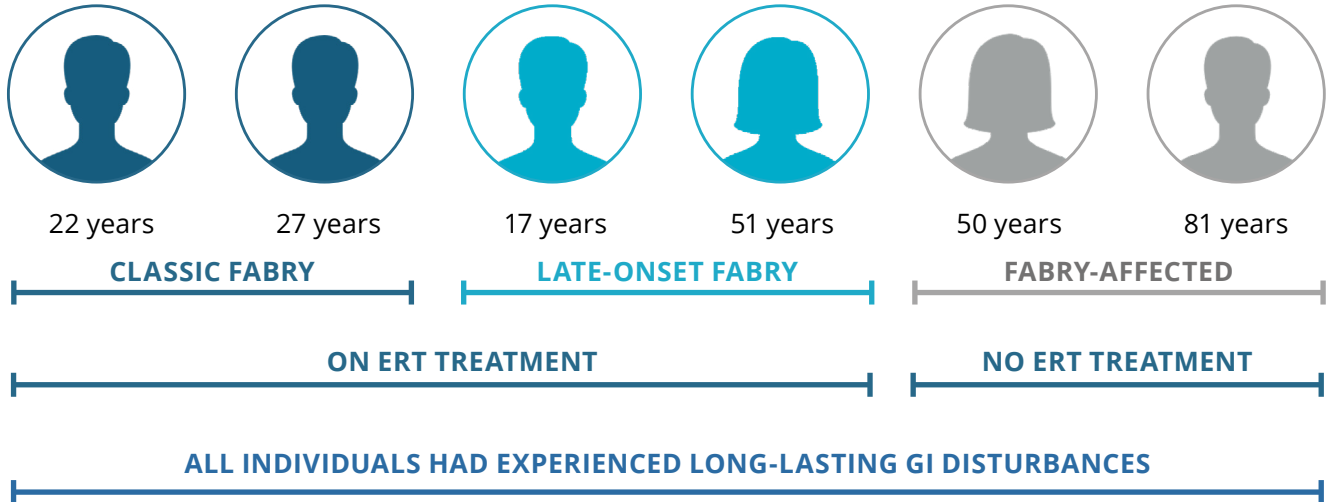 22 years 27 years 17 years 51 years 50 years 81 years
CLASSIC FABRY LATE-ONSET FABRY FABRY-AFFECTED
ON ERT TREATMENT NO ERT TREATMENT
ALL INDIVIDUALS HAD EXPERIENCED LONG-LASTING GI DISTURBANCES